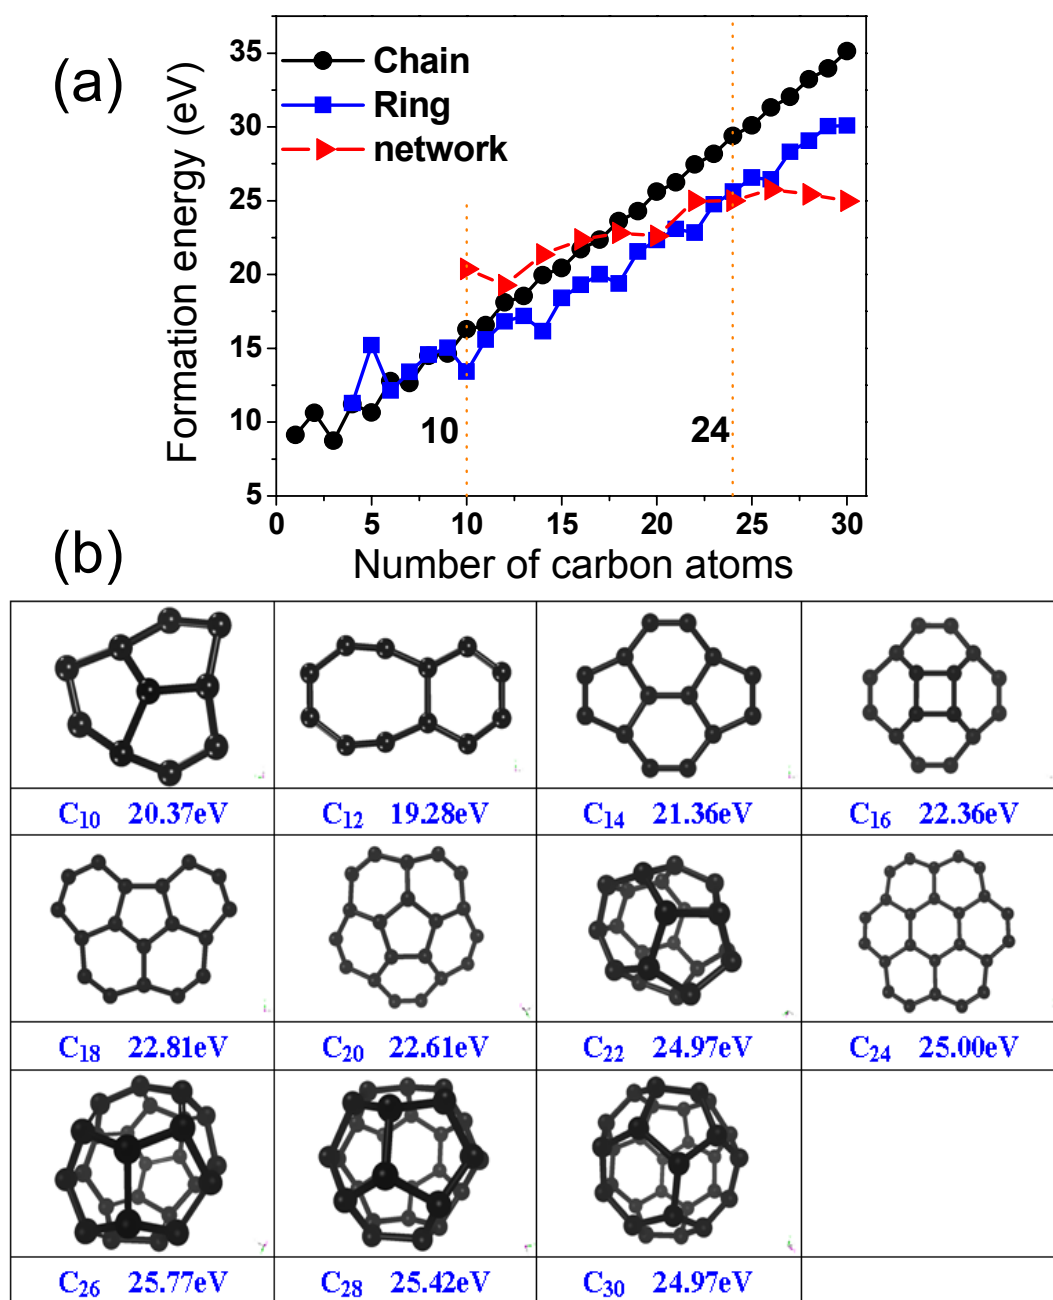 (a)
Formation energy (eV)
35
30
25
20
15
10
5
Chain
Ring
network
10
24
0 5 10 15 20 25 30
Number of carbon atoms
(b)
C10 20.37eV C12 19.28eV C14 21.36eV C16 22.36eV
C18 22.81eV C20 22.61eV C22 24.97eV C24 25.00eV
C26 25.77eV C28 25.42eV C30 24.97eV